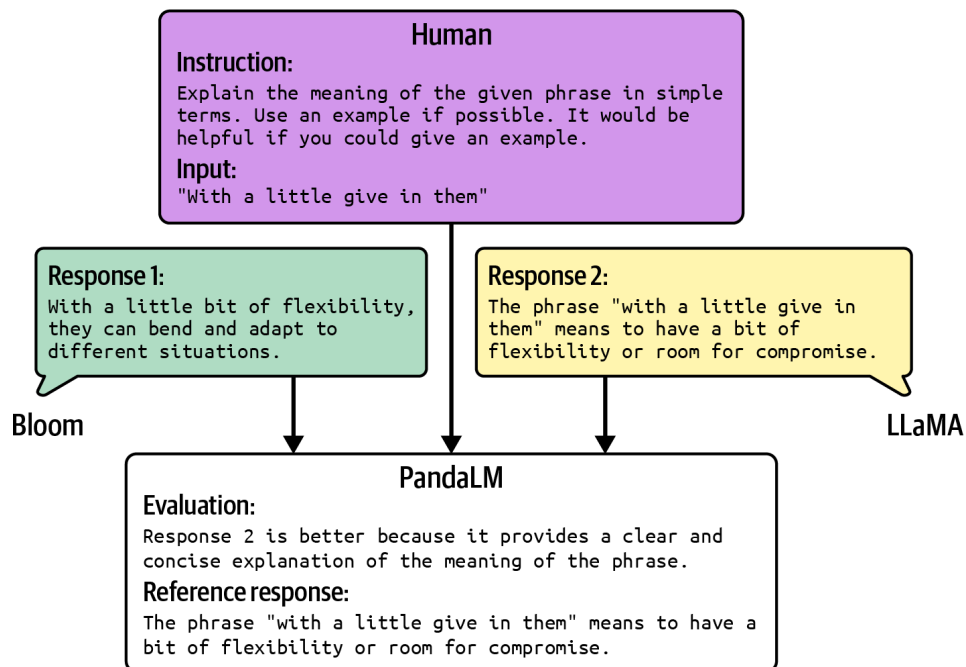 Human
Instruction:
Explain the meaning of the given phrase in simple
terms. Use an example if possible. It would be
helpful if you could give an example.
Input:
"With a little give in them"
Response 1:
With a little bit of flexibility,
they can bend and adapt to
different situations.
Bloom
Response 2:
The phrase "with a little give in
them" means to have a bit of
flexibility or room for compromise.
LLaMA
PandaLM
Evaluation:
Response 2 is better because it provides a clear and
concise explanation of the meaning of the phrase.
Reference response:
The phrase "with a little give in them" means to have a
bit of flexibility or room for compromise.